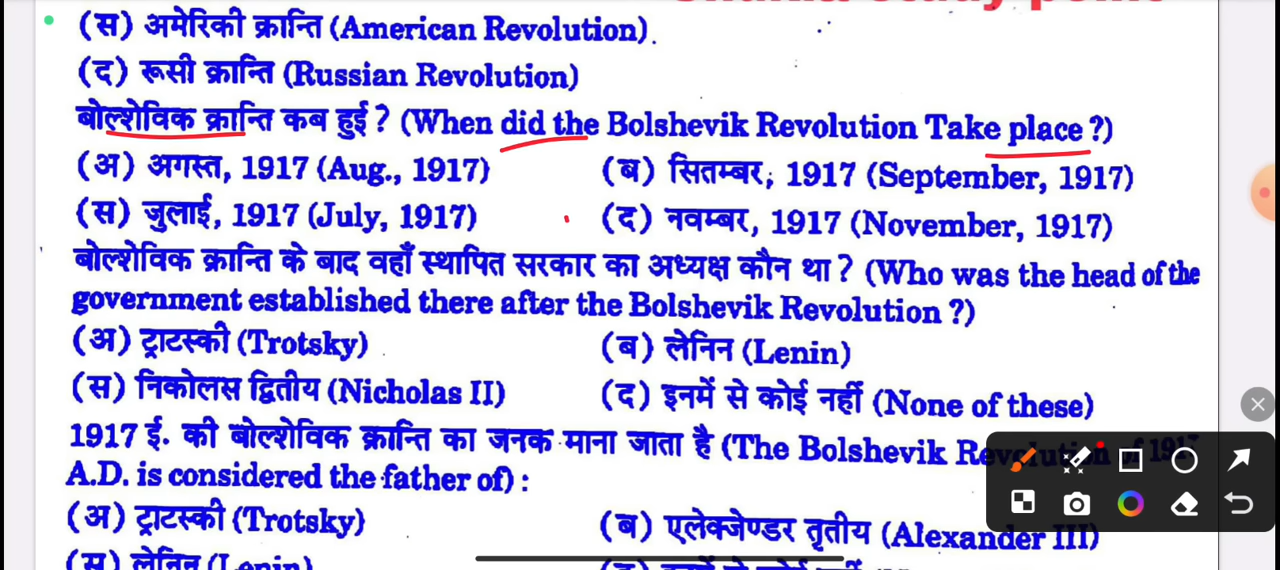 (स) अमेरिकी क्रान्ति (American Revolution).
(द) रूसी क्रान्ति (Russian Revolution)
बोल्शेविक क्रान्ति कब हुई ? (When did the Bolshevik Revolution Take place ?)
(अ) अगस्त, 1917 (Aug., 1917)
(ब) सितम्बर, 1917 (September, 1917)
(स) जुलाई, 1917 (July, 1917)
(द) नवम्बर, 1917 (November, 1917)
बोल्शेविक क्रान्ति के बाद वहाँ स्थापित सरकार का अध्यक्ष कौन था ? (Who was the head of the
government established there after the Bolshevik Revolution ?)
(अ) ट्राटस्की (Trotsky)
(ब) लेनिन (Lenin)
(स) निकोलस द्वितीय (Nicholas II)
(द) इनमें से कोई नहीं (None of these)
1917 ई. की बोल्शेविक क्रान्ति का जनक माना जाता है (The Bolshevik Revolution of
A.D. is considered the father of) :
(अ) ट्राटस्की (Trotsky)
(ब) एलेक्जेण्डर तृतीय (Alexander III)
(स) लेनिन (Lenin)